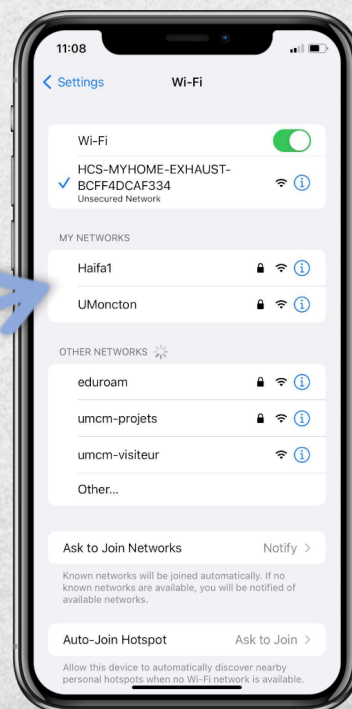 11:08
Settings
Wi-Fi
Wi-Fi
HCS-MYHOME-EXHAUST-
BCFF4DCAF334
Unsecured Network
MY NETWORKS
Haifa1
UMoncton
OTHER NETWORKS
eduroam
umcm-projets
umcm-visiteur
Other...
Ask to Join Networks Notify
Known networks will be joined automatically. If no
known networks are available, you will be notified of
available networks.
Auto-Join Hotspot Ask to Join
Allow this device to automatically discover nearby
personal hotspots when no Wi-Fi network is available.